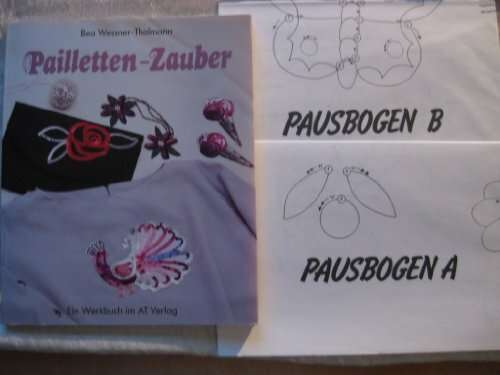 Bea Wessner-Thalmann
Pailletten-Zauber
Ein Werkbuch im AT Verlag
PAUSBOGEN B
PAUSBOGEN A